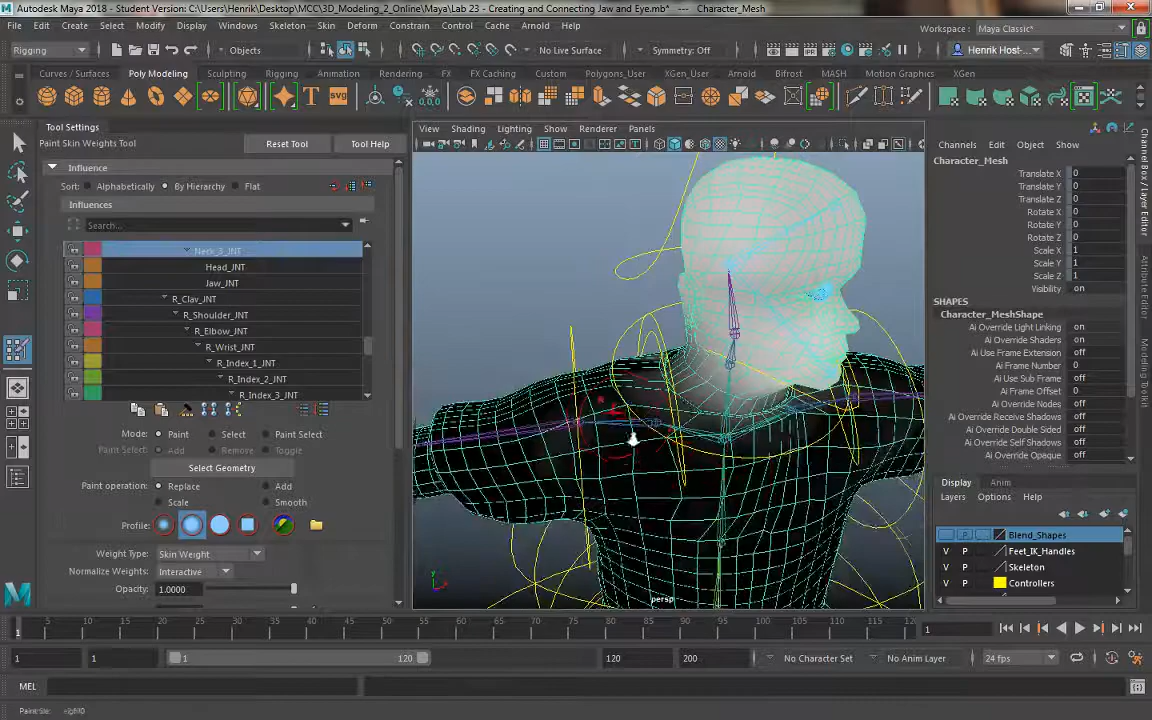 Autodesk Maya 2018 - Student Version: C:\Users\Henrik\Desktop\MCC\3D_Modeling_2_Online\Maya\Lab 23 - Creating and Connecting Jaw and Eye.mb* --- Character_Mesh
File Edit Create Select Modify Display Windows Skeleton Skin Deform Constrain Control Cache Arnold Help
Workspace : Maya Classic*
Rigging Objects No Live Surface Symmetry: Off Henrik Host-...
Curves / Surfaces Poly Modeling Sculpting Rigging Animation Rendering FX FX Caching Custom Polygons_User XGen_User Arnold Bifrost MASH Motion Graphics XGen
Tool Settings
Paint Skin Weights Tool Reset Tool Tool Help
Influence
Sort: Alphabetically By Hierarchy Flat
Influences
Search...
Neck_3_JNT
Head_JNT
Jaw_JNT
R_Clav_JNT
R_Shoulder_JNT
R_Elbow_JNT
R_Wrist_JNT
R_Index_1_JNT
R_Index_2_JNT
R_Index_3_JNT
Mode: Paint Select Paint Select
Paint Select: Add Remove Toggle
Select Geometry
Paint operation: Replace Add
Scale Smooth
Profile:
Weight Type: Skin Weight
Normalize Weights: Interactive
Opacity: 1.0000
View Shading Lighting Show Renderer Panels
persp
Channels Edit Object Show
Character_Mesh
Translate X 0
Translate Y 0
Translate Z 0
Rotate X 0
Rotate Y 0
Rotate Z 0
Scale X 1
Scale Y 1
Scale Z 1
Visibility on
SHAPES
Character_MeshShape
Ai Override Light Linking on
Ai Override Shaders on
Ai Use Frame Extension off
Ai Frame Number 0
Ai Use Sub Frame off
Ai Frame Offset 0
Ai Override Nodes off
Ai Override Receive Shadows off
Ai Override Double Sided off
Ai Override Self Shadows off
Ai Override Opaque off
Display Anim
Layers Options Help
Blend_Shapes
V P Feet_IK_Handles
V P Skeleton
V P Controllers
Channel Box / Layer Editor
Attribute Editor
Modeling Toolkit
5 10 15 20 25 30 35 40 45 50 55 60 65 70 75 80 85 90 95 100 105 110 115 120
1
1 1 1 120 120 200 No Character Set No Anim Layer 24 fps
MEL